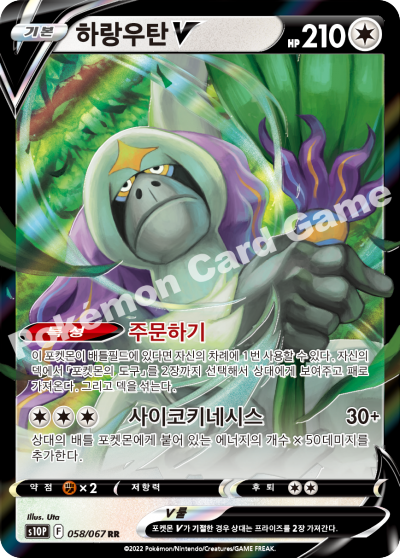 기본 하랑우탄 V HP 210
Pokémon Card Game
특성 주문하기
이 포켓몬이 배틀필드에 있다면 자신의 차례에 1번 사용할 수 있다. 자신의
덱에서 「포켓몬의 도구」를 2장까지 선택해서 상대에게 보여주고 패로
가져온다. 그리고 덱을 섞는다.
사이코키네시스 30+
상대의 배틀 포켓몬에게 붙어 있는 에너지의 개수 ×50데미지를
추가한다.
약점 ×2 저항력 후퇴
Illus. Uta
V룰
s10P F 058/067 RR
포켓몬 V가 기절한 경우 상대는 프라이즈를 2장 가져간다.
©2022 Pokémon/Nintendo/Creatures/GAME FREAK.